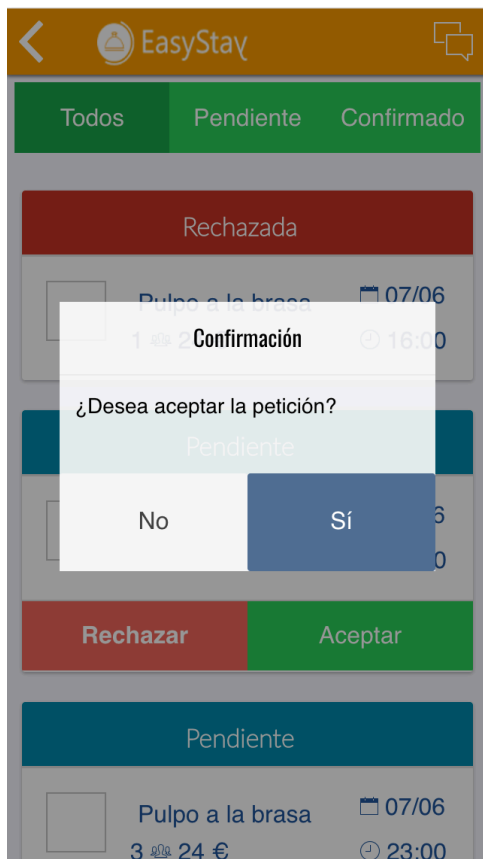 EasyStay
Todos Pendiente Confirmado
Rechazada
Pulpo a la brasa 07/06
Confirmación
1 2 16:00
¿Desea aceptar la petición?
Pendiente
No Sí
Rechazar Aceptar
Pendiente
Pulpo a la brasa 07/06
3 24 € 23:00